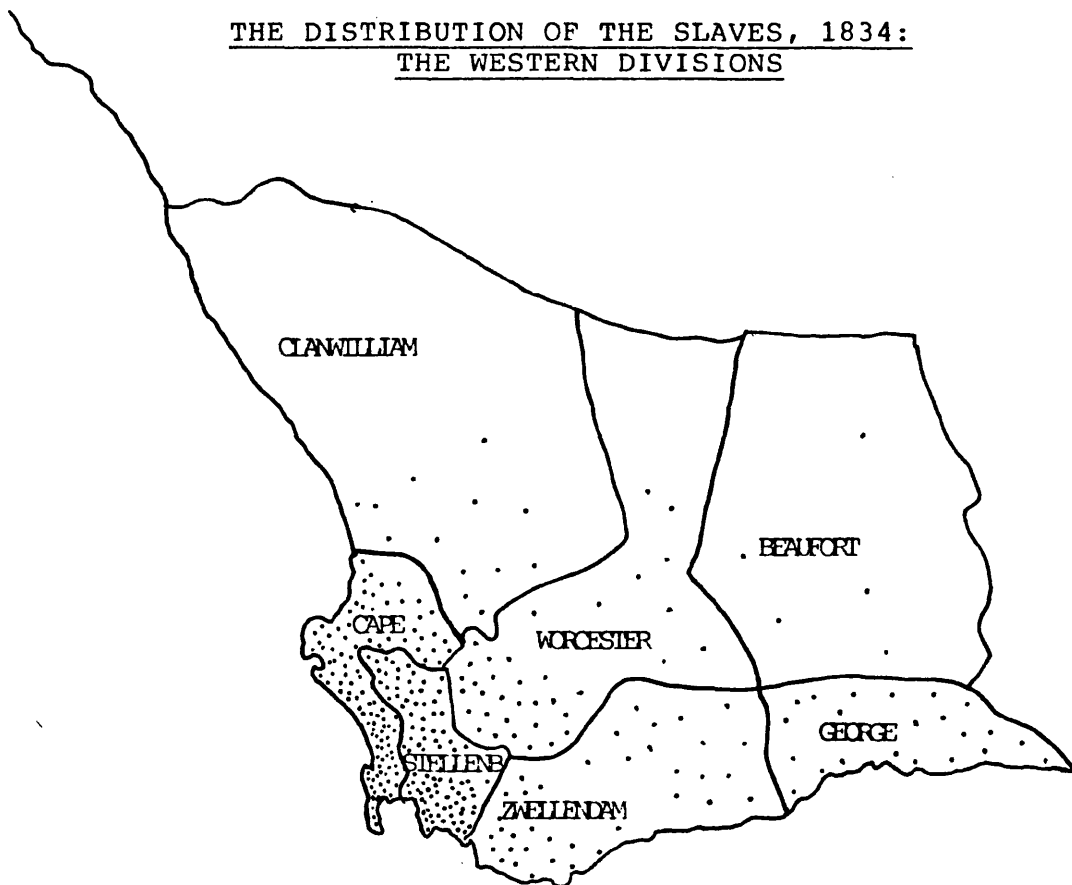 THE DISTRIBUTION OF THE SLAVES, 1834:
THE WESTERN DIVISIONS
CLANWILLIAM
BEAUFORT
CAPE
WORCESTER
GEORGE
STELLENB
ZWELLENDAM